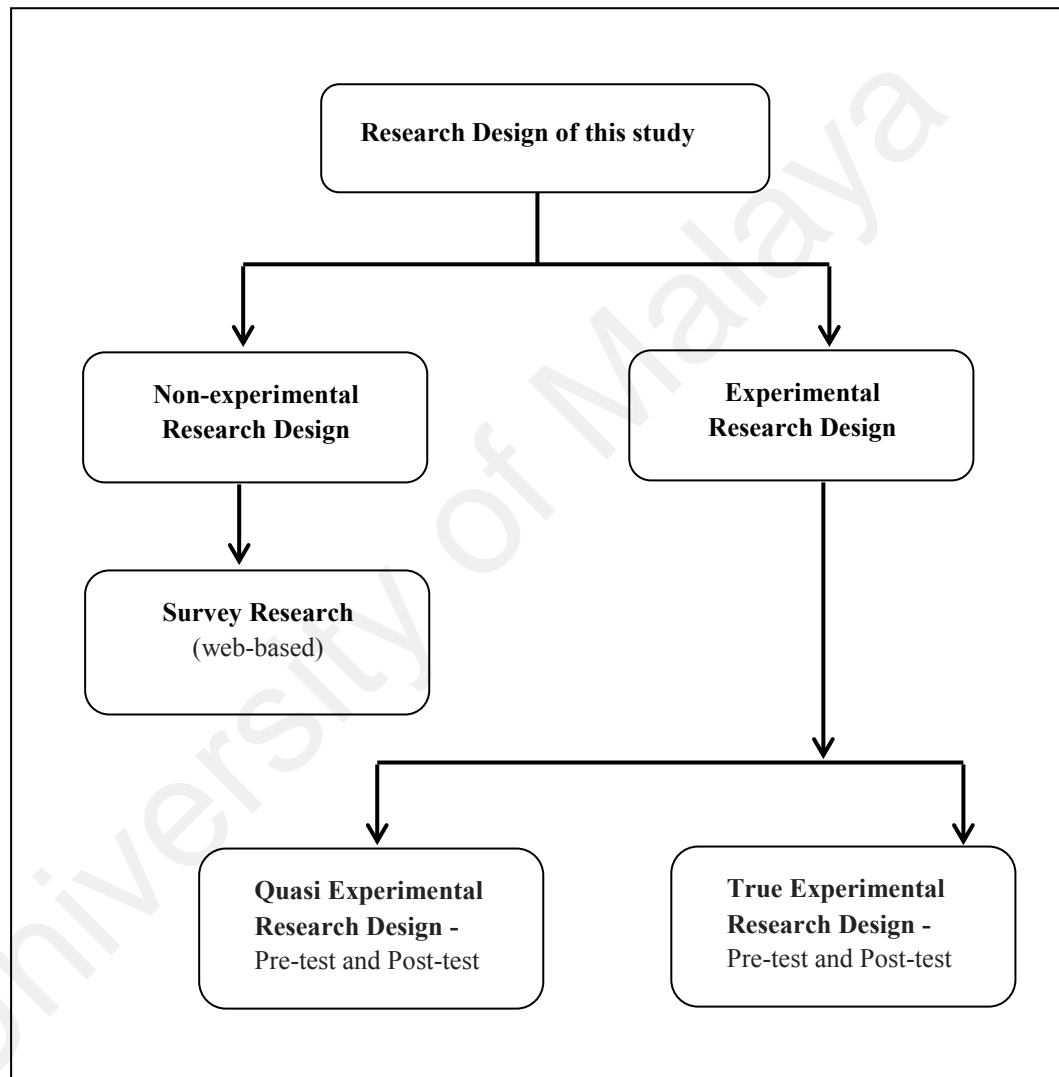 Research Design of this study
Non-experimental
Research Design
Experimental
Research Design
Survey Research
(web-based)
Quasi Experimental
Research Design -
Pre-test and Post-test
True Experimental
Research Design -
Pre-test and Post-test
University of Malaya